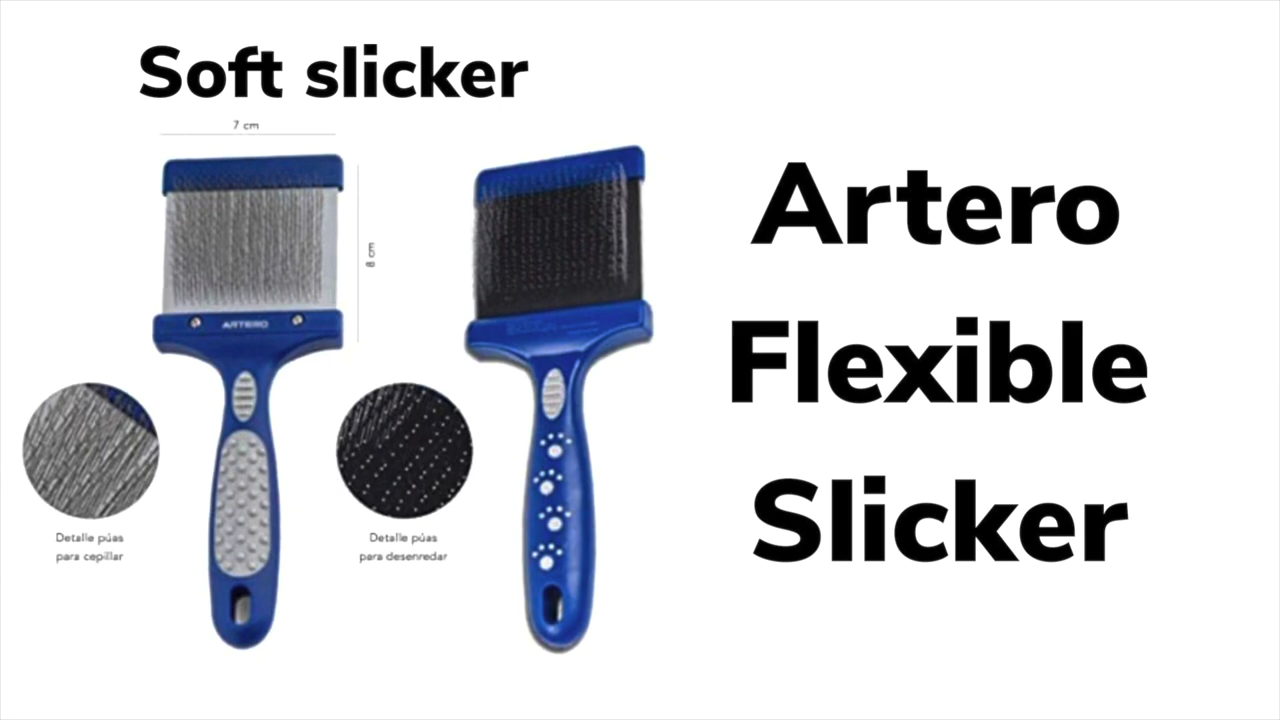 Soft slicker
7 cm
8 cm
ARTERO
Detalle púas
para cepillar
Detalle púas
para desenredar
Artero
Flexible
Slicker